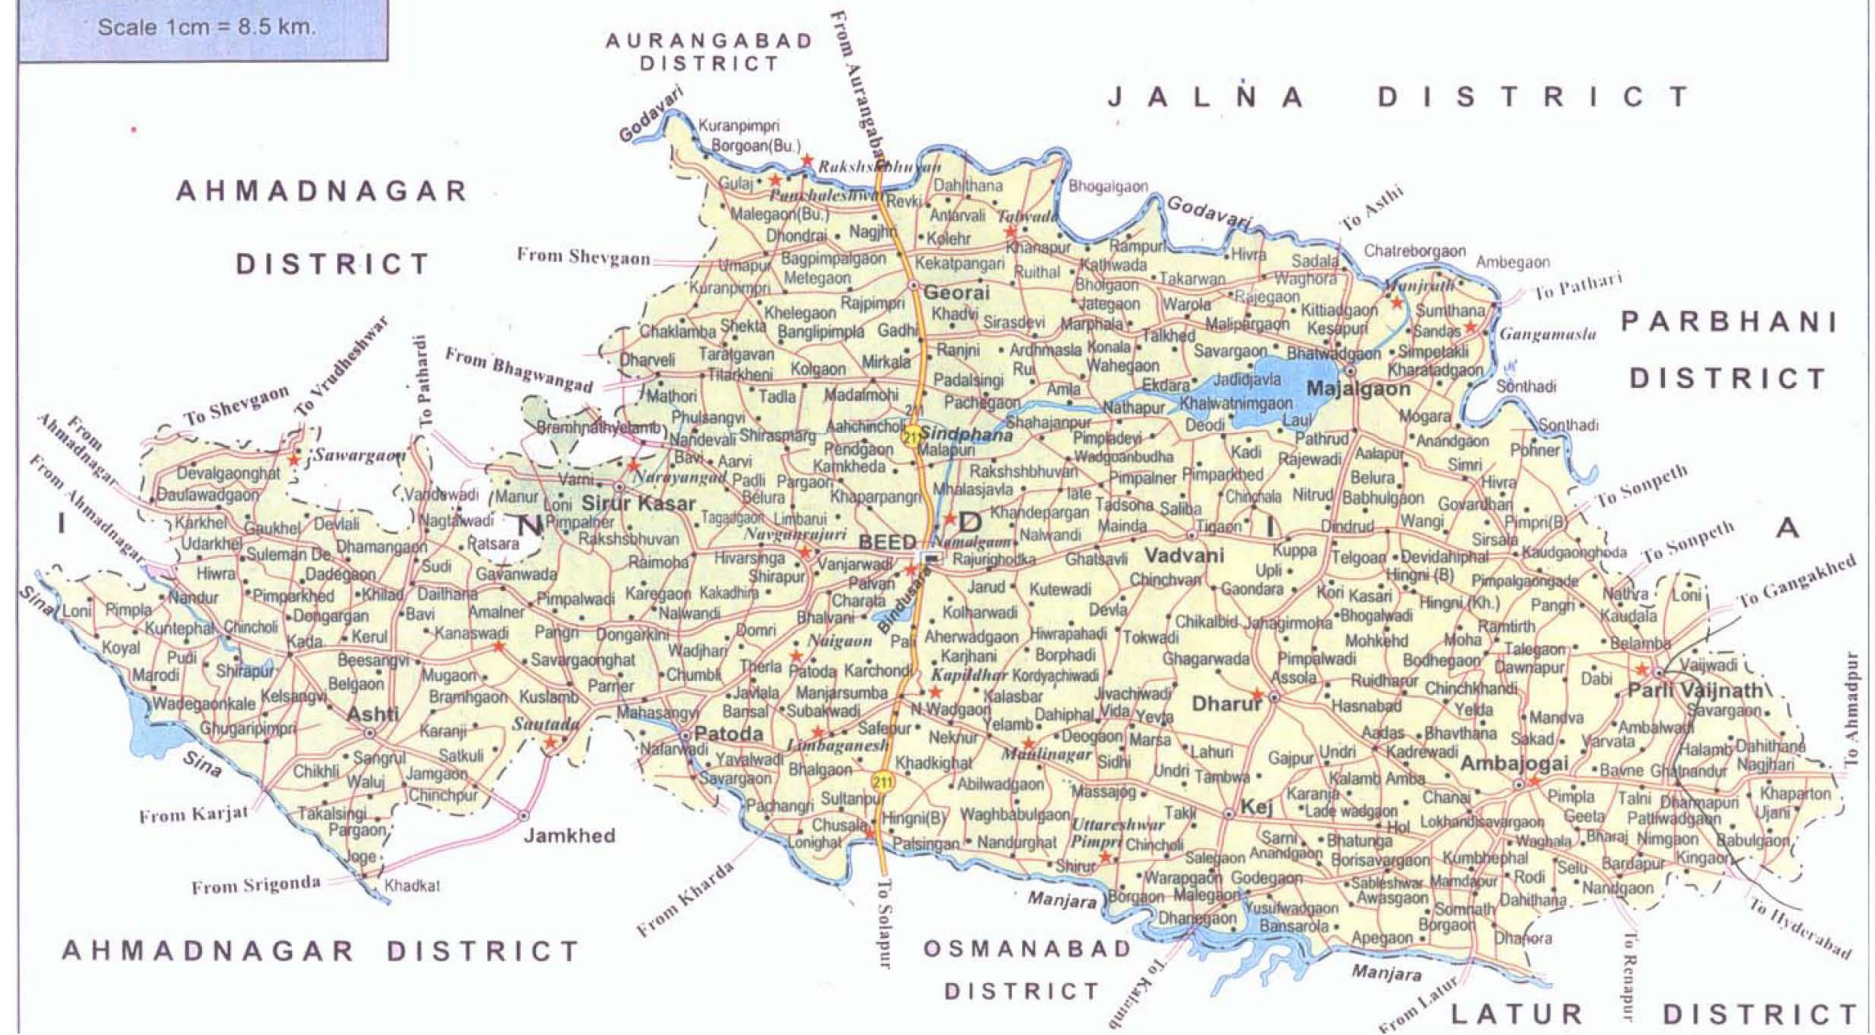 Scale 1cm = 8.5 km.
AURANGABAD
DISTRICT
From Aurangabad
JALNA DISTRICT
AHMADNAGAR
DISTRICT
PARBHANI
DISTRICT
AHMADNAGAR DISTRICT
OSMANABAD
DISTRICT
LATUR DISTRICT
I N D I A
Godavari
Kuranpimpri
Borgoan(Bu.)
Gulaj
Panchaleshwar
Revki
Dahithana
Bhogalgaon
Godavari
To Asthi
Malegaon(Bu.)
Antarvali
Talwada
Dhondrai
Nagjhri
Kolehr
Khanapur
Rampuri
Hivra
Sadala
Chatreborgaon
Ambegaon
From Shevgaon
Umapur
Bagpimpalgaon
Kekatpangari
Ruithal
Kathwada
Takarwan
Waghora
Manjrath
To Pathari
Kuranpimpri
Metegaon
Georai
Bholgaon
Rajpimpri
Khadvi
Jategaon
Warola
Rajegaon
Kittiadgaon
Sumthana
Khelegaon
Chaklamba
Shekta
Banglipimpla
Gadhi
Sirasdevi
Marphala
Talkhed
Malipargaon
Kesapuri
Sandas
Gangamasla
To Vrudheshwar
To Pathardi
From Bhagwangad
Dharveli
Taratgavan
Mirkala
Ranjni
Ardhmasla
Konala
Savargaon
Bhatwadgaon
Simpetakli
Titarkheni
Kolgaon
Rui
Wahegaon
Kharatadgaon
Mathori
Tadla
Madalmohi
Padalsingi
Amla
Ekdara
Jadidjavla
Majalgaon
Sonthadi
To Shevgaon
Pachegaon
Nathapur
Khalwatnimgaon
Phulsangvi
211
Shahajanpur
Deodi
Laul
Mogara
Sonthadi
From
Ahmadnagar
Bramhnathyelamb
Nandevali
Shirasmarg
Aahchincholi
211
Sindphana
Pimpladevi
Pathrud
Anandgaon
Sawargaon
Bavi
Aarvi
Pendgaon
Malapuri
Wadgoanbudha
Kadi
Rajewadi
Aalapur
Pohner
From Ahmadnagar
Devalgaonghat
Varni
Narayangad
Padli
Pargaon
Kamkheda
Rakshshbhuvan
Pimpalner
Pimparkhed
Belura
Simri
Hivra
To Sonpeth
Daulawadgaon
Manur
Loni
Sirur Kasar
Belura
Khaparpangri
Mhalasjavla
Chinchala
Nitrud
Babhulgaon
Govardhan
Karkhel
Gaukhel
Devlali
Nagtalwadi
Pimpalner
Tagadgaon
Limbarui
Khandepargan
Tadsona
Saliba
Mainda
Tigaon
Dindrud
Wangi
Pimpri(B)
Udarkhel
Suleman De.
Dhamangaon
Ratsara
Rakshsbhuvan
Navganrajuri
BEED
Namalgaon
Nalwandi
Sirsala
To Sonpeth
Hiwra
Dadegaon
Sudi
Gavanwada
Raimoha
Hivarsinga
Vanjarwadi
Rajurighodka
Ghatsavli
Vadvani
Kuppa
Telgoan
Devidahiphal
Kaudgaonghoda
Nandur
Pimparkhed
Khilad
Daithana
Pimpalwadi
Karegaon
Kakadhira
Shirapur
Palvan
Jarud
Kutewadi
Chinchvan
Upli
Hingni (B)
Pimpalgaongade
Nathra
Loni
To Gangakhed
Sina
Loni
Pimpla
Dongargan
Bavi
Amalner
Nalwandi
Charata
Bhalvani
Bindusara
Kolharwadi
Devla
Gaondara
Kori
Kasari
Hingni(Kh.)
Pangh
Kaudala
Kuntephal
Chincholi
Kada
Kerul
Kanaswadi
Pangri
Dongarkini
Domri
Naigaon
Pali
Aherwadgaon
Hiwrapahadi
Tokwadi
Chikalbid
Jahagirmoha
Bhogalwadi
Ramtirth
Koyal
Pudi
Shirapur
Beesangvi
Savargaonghat
Wadjhari
Karjhani
Borphadi
Mohkehd
Moha
Talegaon
Belamba
Marodi
Belgaon
Mugaon
Parner
Chumbli
Therla
Patoda
Karchondi
Kapildhar
Kordyachiwadi
Ghagarwada
Pimpalwadi
Bodhegaon
Dawnapur
Dabi
Vaijwadi
Parli Vaijnath
Wadegaonkale
Kelsangvi
Bramhgaon
Kuslamb
Javlala
Manjarsumba
Kalasbar
Jivachiwadi
Dharur
Assola
Ruidharur
Chinchkhandi
Savargaon
To Ahmadpur
Ghugaripimpri
Ashti
Mahasangvi
Bansal
Subakwadi
N.Wadgaon
Dahiphal
Vida
Yevta
Hasnabad
Yelda
Mandva
Ambalwadi
Karanji
Sautada
Patoda
Limbaganesh
Safepur
Neknur
Yelamb
Deogaon
Marsa
Aadas
Bhavthana
Sakad
Varvata
Halamb
Dahithana
Sina
Sangrul
Satkuli
Nafarwadi
Yavalwadi
Maulinagar
Sidhi
Lahuri
Gajpur
Undri
Kadrewadi
Ambajogai
Nagjhari
Chikhli
Waluj
Jamgaon
Savargaon
Bhalgaon
Khadkighat
Undri
Tambwa
Kalamb
Amba
Bavne
Ghatnandur
From Karjat
Chinchpur
211
Abilwadgaon
Massajog
Karanja
Chanai
Pimpla
Talni
Dharmapuri
Khaparton
Takalsingi
Pachangri
Sultanpur
Hingni(B)
Waghbabulgaon
Uttareshwar
Pimpri
Takli
Kej
Lade wadgaon
Lokhandisavargaon
Geeta
Pattiwadgaon
Ujani
Pargaon
Jamkhed
Chusala
Hol
Joge
Lonighat
Palsingan
Nandurghat
Chincholi
Sarni
Bhatunga
Waghala
Bharaj
Nimgaon
Babulgaon
From Srigonda
Khadkat
From Kharda
Shirur
Salegaon
Anandgaon
Borisavargaon
Kumbhephal
Selu
Bardapur
Kingaon
To Solapur
Warapgaon
Godegaon
Sableshwar
Mamdapur
Rodi
Nandgaon
Manjara
Borgaon
Malegaon
Awasgaon
Dahithana
Dhanegaon
Yusufwadgaon
Somnath
To Hyderabad
Bansarola
Borgaon
Apegaon
Dhanora
To Kalamb
Manjara
From Latur
To Renapur